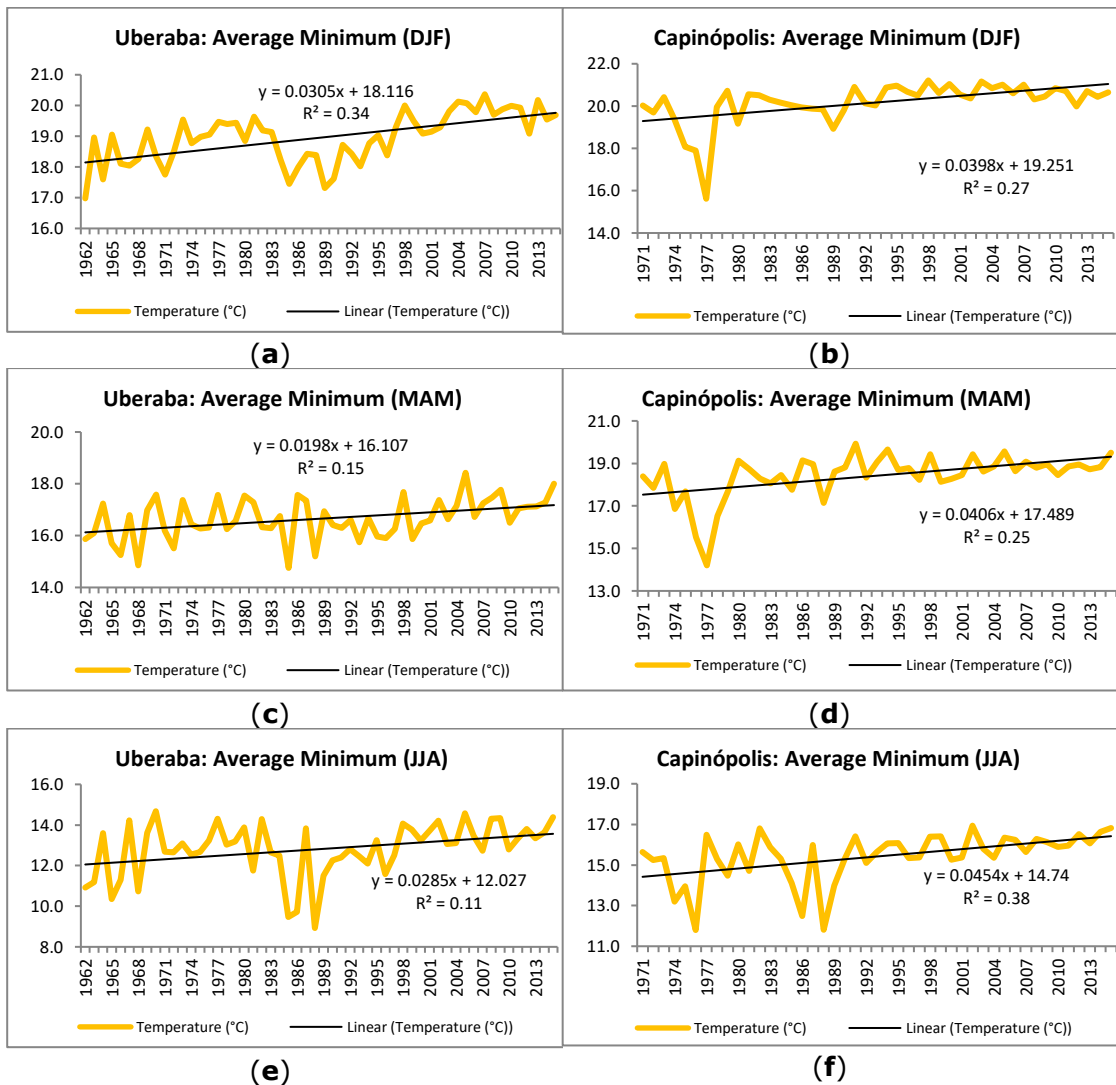 Uberaba: Average Minimum (DJF)
21.0
20.0
19.0
18.0
17.0
16.0
y = 0.0305x + 18.116
R² = 0.34
1962 1965 1968 1971 1974 1977 1980 1983 1986 1989 1992 1995 1998 2001 2004 2007 2010 2013
Temperature (°C) Linear (Temperature (°C))
(a)
Capinópolis: Average Minimum (DJF)
22.0
20.0
18.0
16.0
14.0
y = 0.0398x + 19.251
R² = 0.27
1971 1974 1977 1980 1983 1986 1989 1992 1995 1998 2001 2004 2007 2010 2013
Temperature (°C) Linear (Temperature (°C))
(b)
Uberaba: Average Minimum (MAM)
20.0
18.0
16.0
14.0
y = 0.0198x + 16.107
R² = 0.15
1962 1965 1968 1971 1974 1977 1980 1983 1986 1989 1992 1995 1998 2001 2004 2007 2010 2013
Temperature (°C) Linear (Temperature (°C))
(c)
Capinópolis: Average Minimum (MAM)
21.0
19.0
17.0
15.0
13.0
y = 0.0406x + 17.489
R² = 0.25
1971 1974 1977 1980 1983 1986 1989 1992 1995 1998 2001 2004 2007 2010 2013
Temperature (°C) Linear (Temperature (°C))
(d)
Uberaba: Average Minimum (JJA)
16.0
14.0
12.0
10.0
8.0
y = 0.0285x + 12.027
R² = 0.11
1962 1965 1968 1971 1974 1977 1980 1983 1986 1989 1992 1995 1998 2001 2004 2007 2010 2013
Temperature (°C) Linear (Temperature (°C))
(e)
Capinópolis: Average Minimum (JJA)
19.0
17.0
15.0
13.0
11.0
y = 0.0454x + 14.74
R² = 0.38
1971 1974 1977 1980 1983 1986 1989 1992 1995 1998 2001 2004 2007 2010 2013
Temperature (°C) Linear (Temperature (°C))
(f)